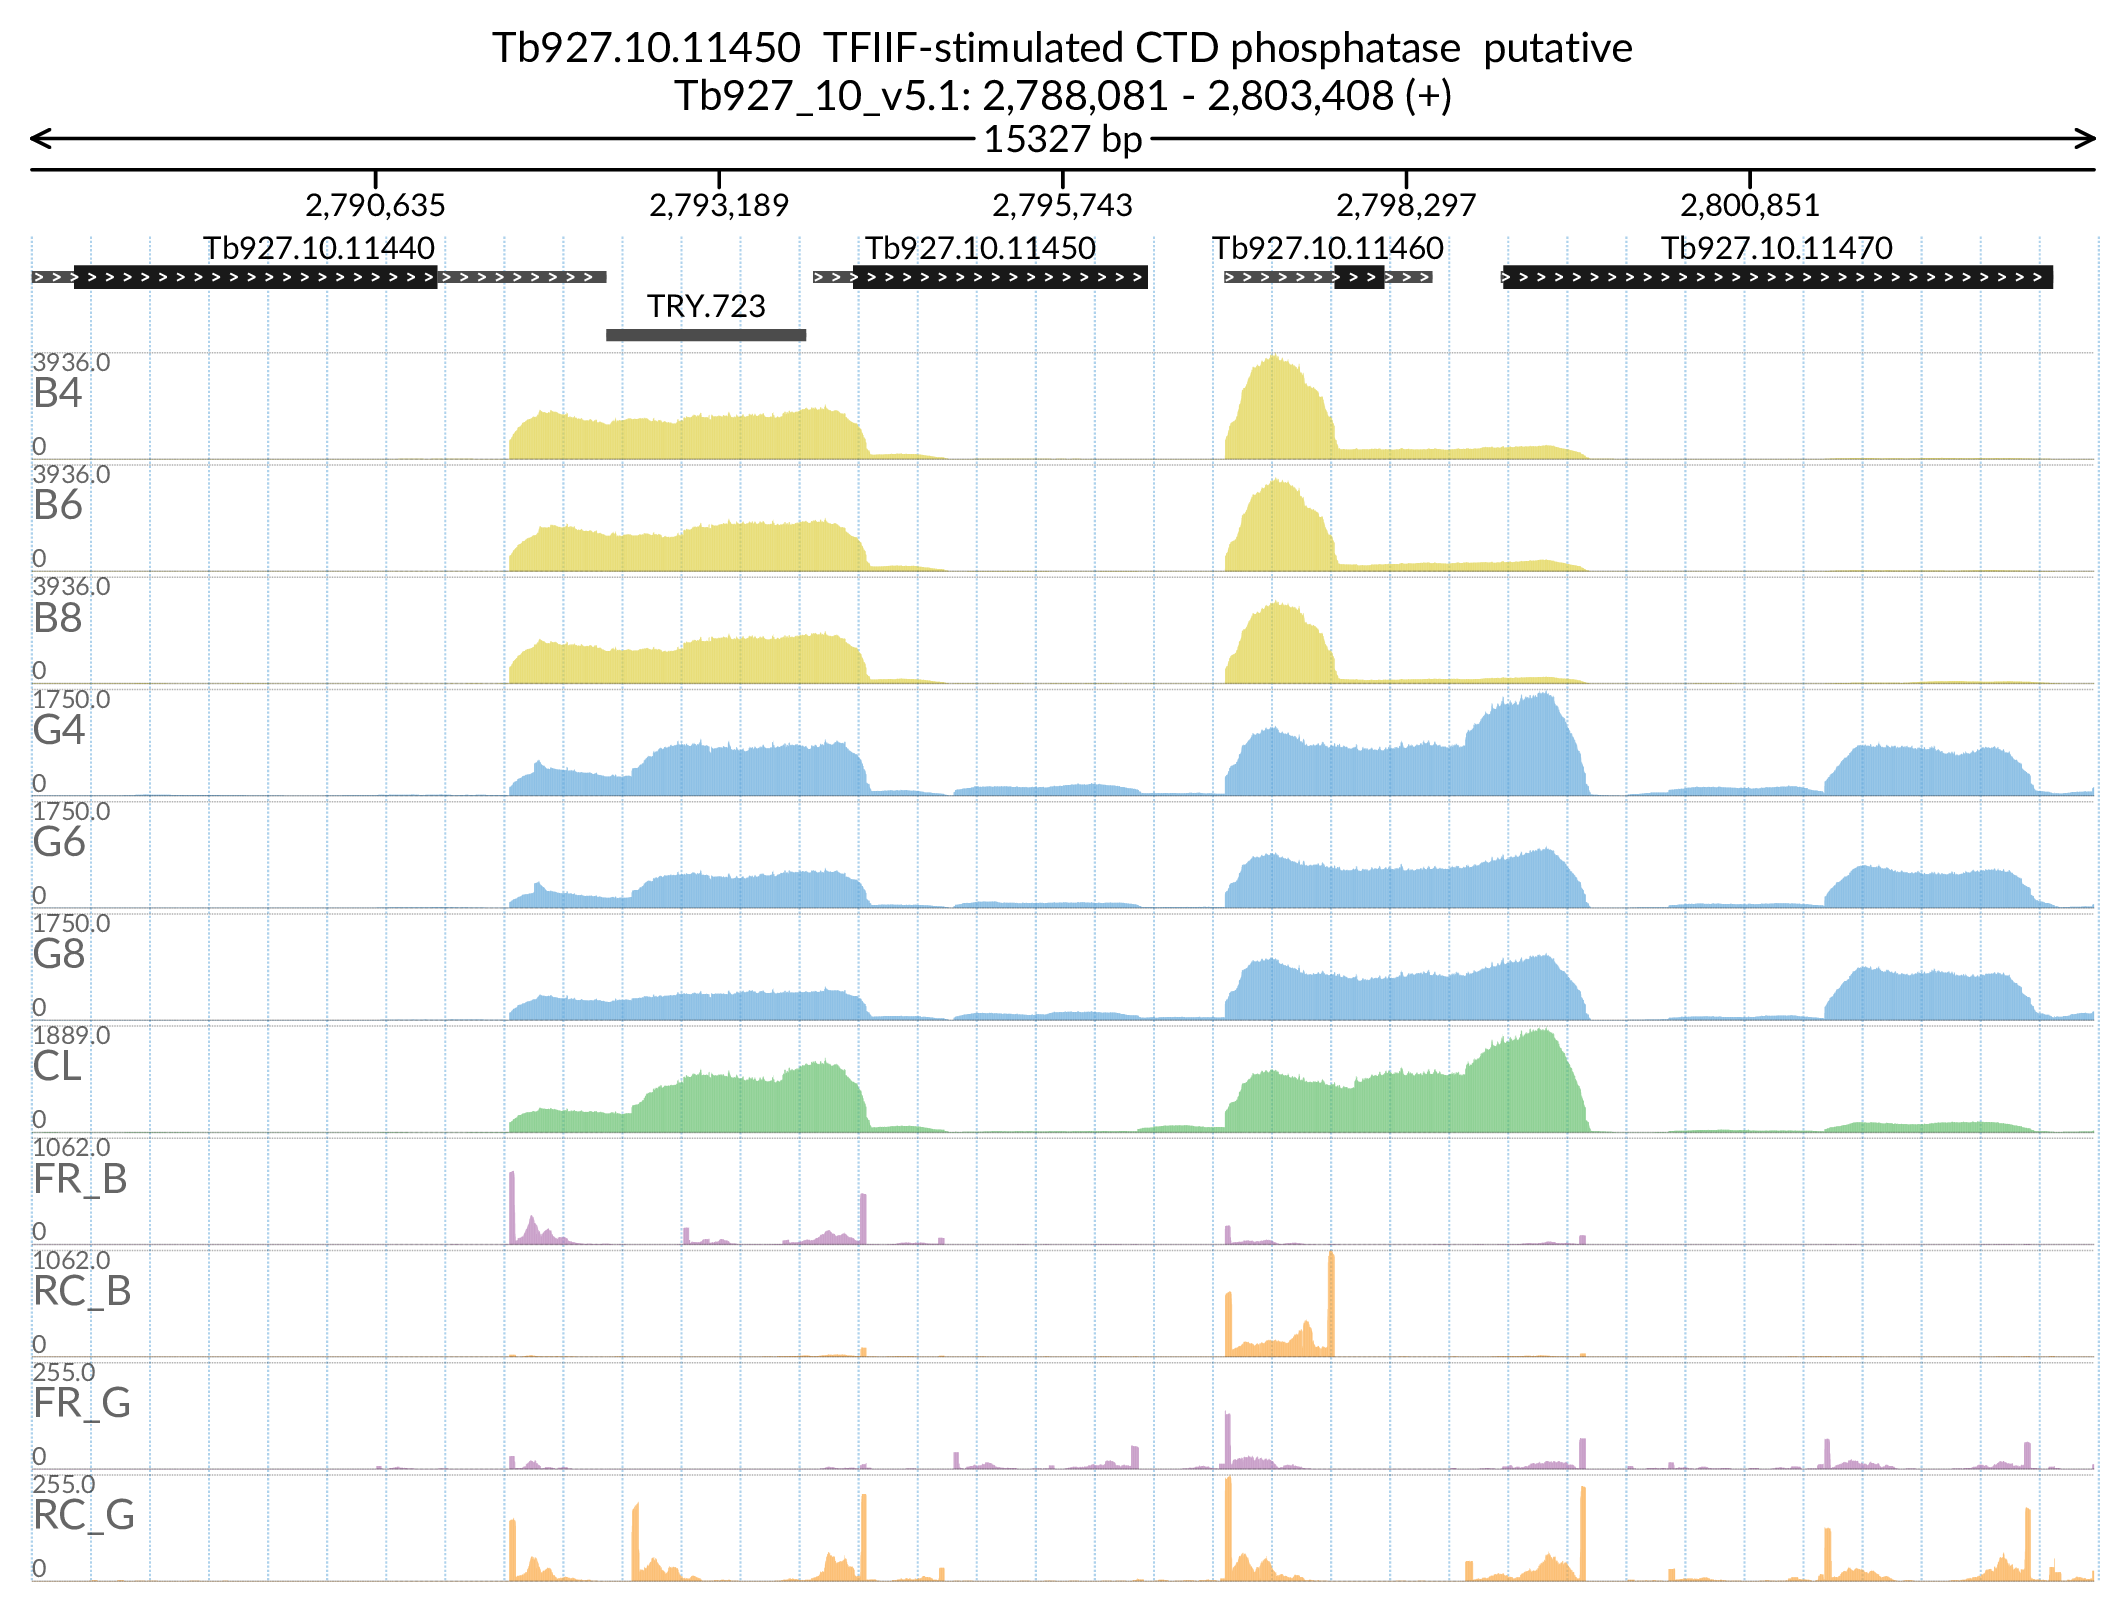 Tb927.10.11450  TFIIF-stimulated CTD phosphatase  putative
Tb927_10_v5.1: 2,788,081 - 2,803,408 (+)
15327 bp
2,790,635 2,793,189 2,795,743 2,798,297 2,800,851
Tb927.10.11440 Tb927.10.11450 Tb927.10.11460 Tb927.10.11470
TRY.723
3936.0
B4
0
3936.0
B6
0
3936.0
B8
0
1750.0
G4
0
1750.0
G6
0
1750.0
G8
0
1889.0
CL
0
1062.0
FR_B
0
1062.0
RC_B
0
255.0
FR_G
0
255.0
RC_G
0